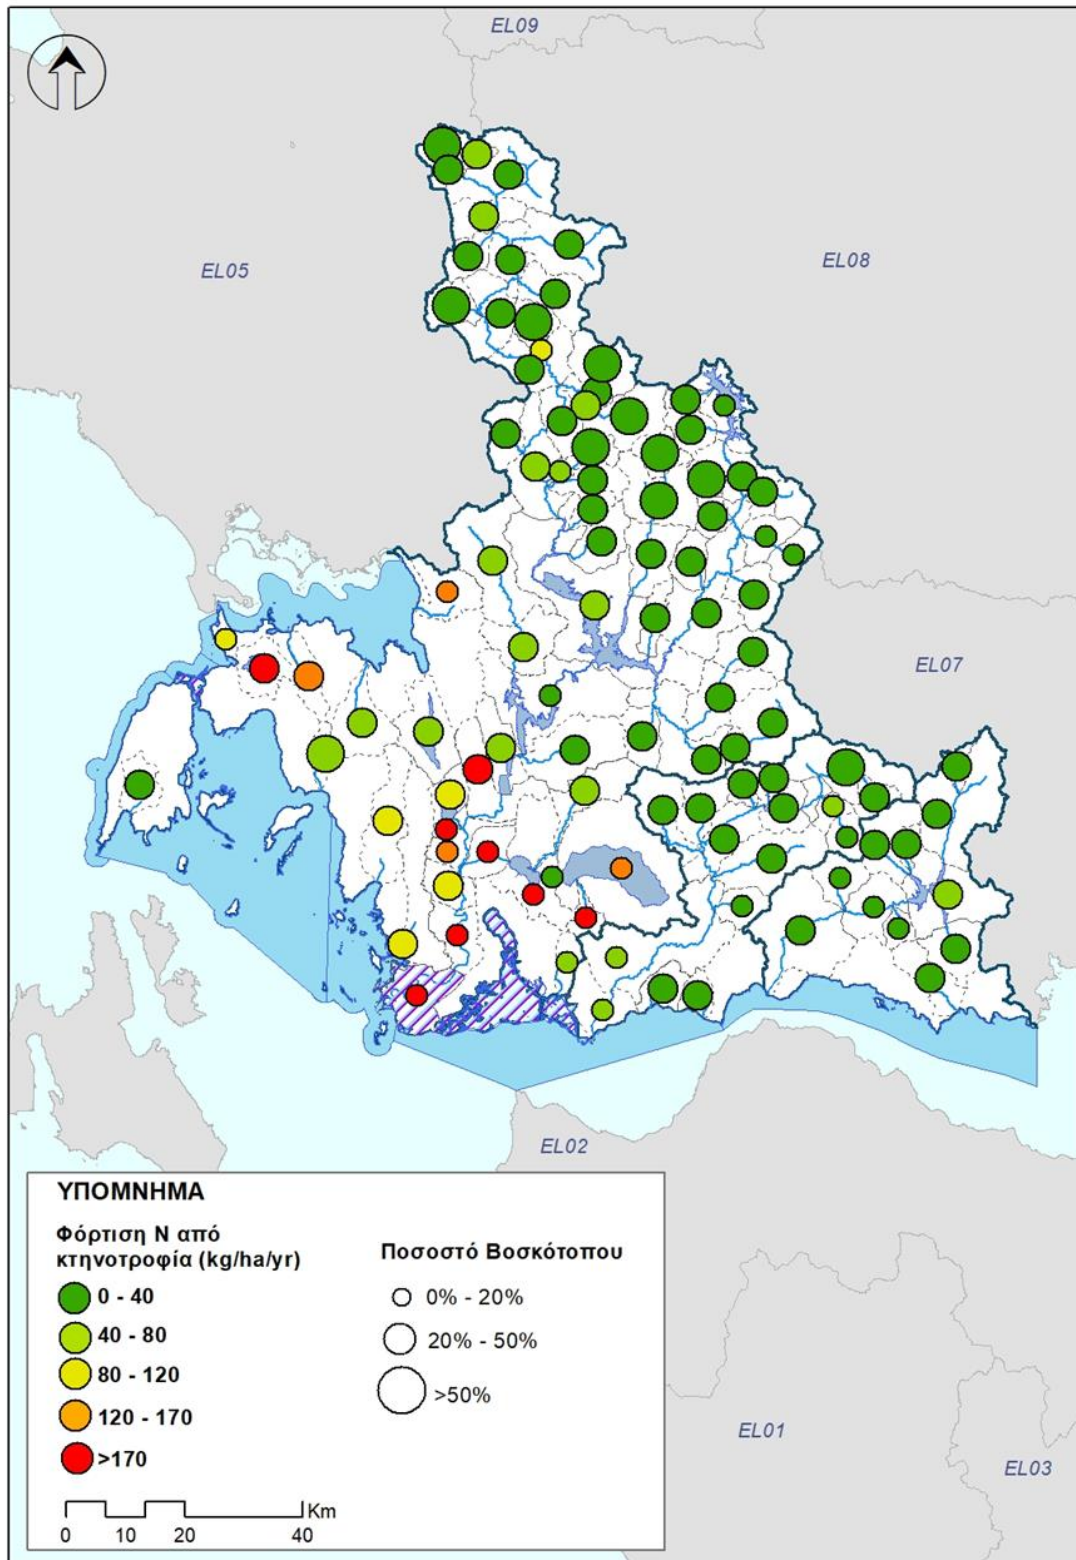 EL09
EL05
EL08
EL07
EL02
ΥΠΟΜΝΗΜΑ
Φόρτιση Ν από
κτηνοτροφία (kg/ha/yr)
0 - 40
40 - 80
80 - 120
120 - 170
>170
Ποσοστό Βοσκότοπου
0% - 20%
20% - 50%
>50%
Km
0 10 20 40
EL01
EL03